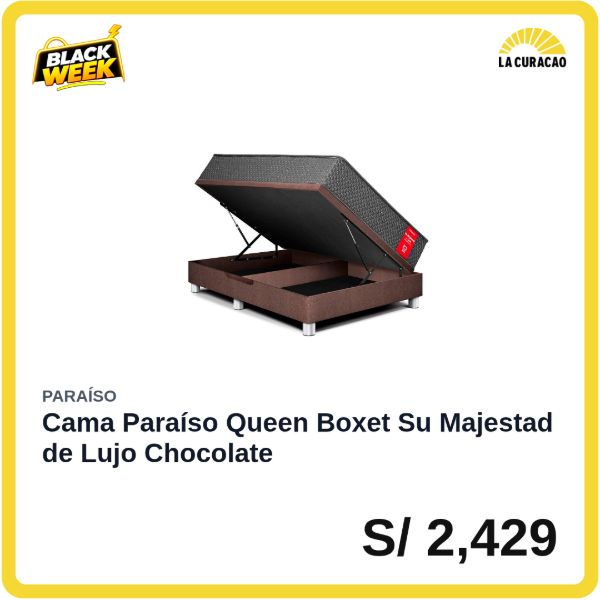 BLACK
WEEK
LA CURACAO
PARAÍSO
Cama Paraíso Queen Boxet Su Majestad
de Lujo Chocolate
S/ 2,429